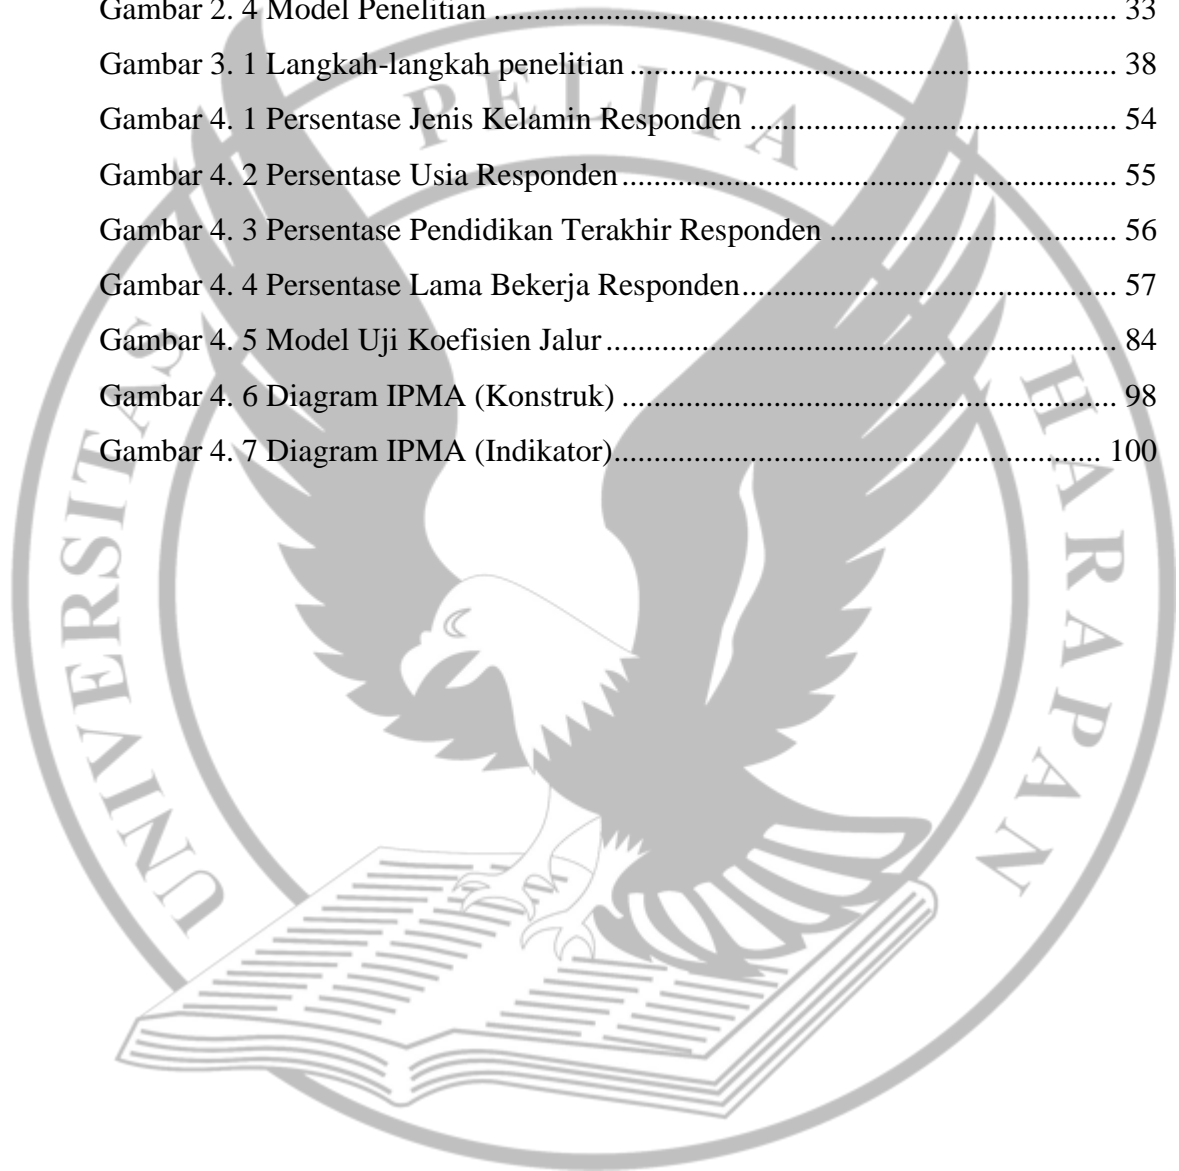 Gambar 2. 4 Model Penelitian ............................................................................... 33
Gambar 3. 1 Langkah-langkah penelitian .............................................................. 38
Gambar 4. 1 Persentase Jenis Kelamin Responden ............................................... 54
Gambar 4. 2 Persentase Usia Responden ............................................................... 55
Gambar 4. 3 Persentase Pendidikan Terakhir Responden ..................................... 56
Gambar 4. 4 Persentase Lama Bekerja Responden ................................................ 57
Gambar 4. 5 Model Uji Koefisien Jalur ................................................................. 84
Gambar 4. 6 Diagram IPMA (Konstruk) ............................................................... 98
Gambar 4. 7 Diagram IPMA (Indikator) .............................................................. 100
UNIVERSITAS PELITA HARAPAN